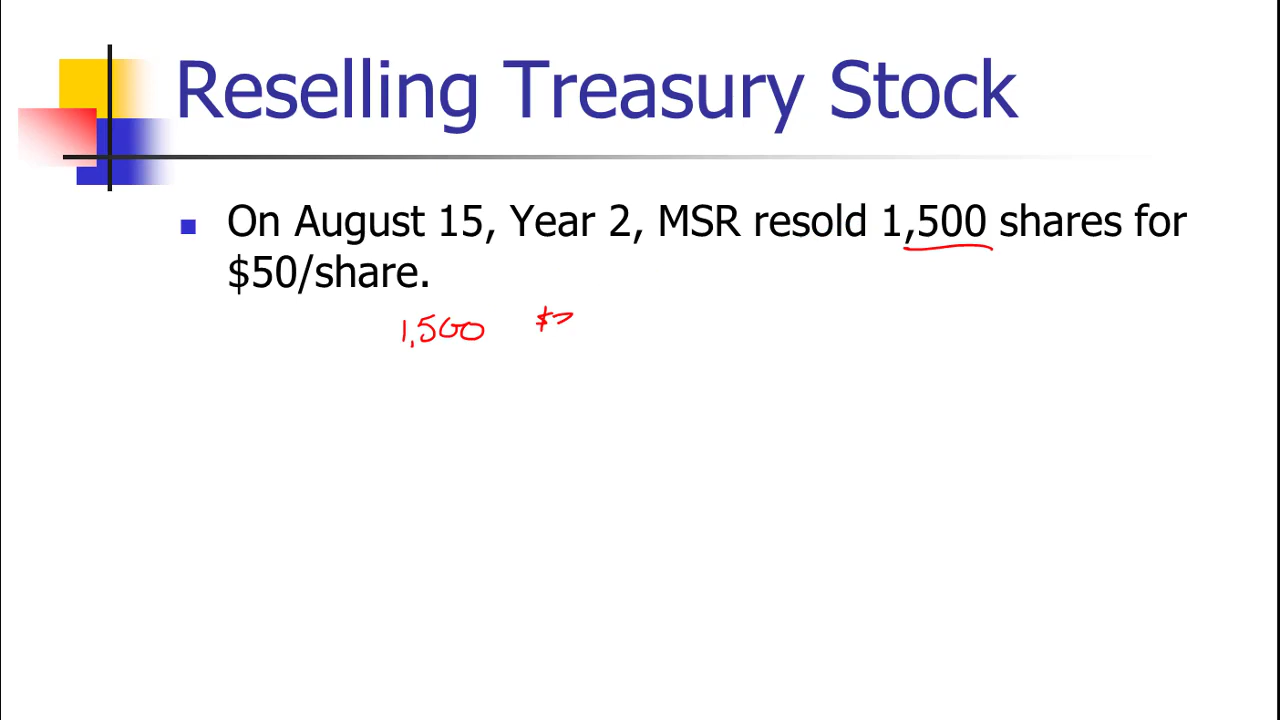 Reselling Treasury Stock
On August 15, Year 2, MSR resold 1,500 shares for
$50/share.
1,500 $